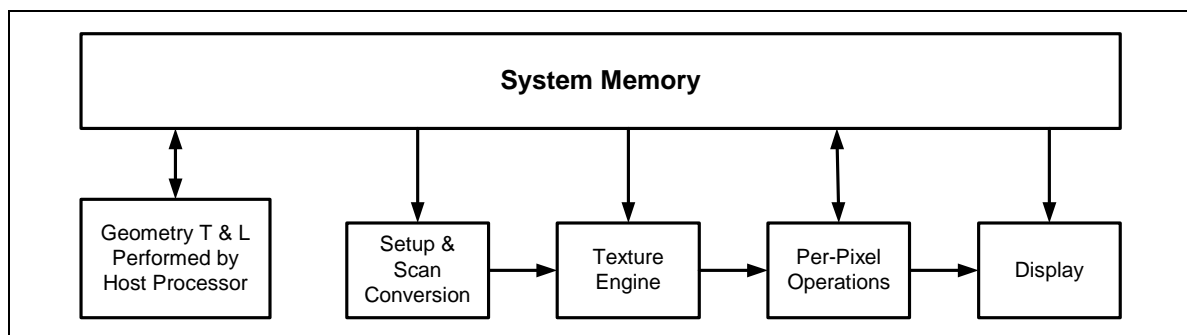 System Memory
Geometry T & L
Performed by
Host Processor
Setup &
Scan
Conversion
Texture
Engine
Per-Pixel
Operations
Display